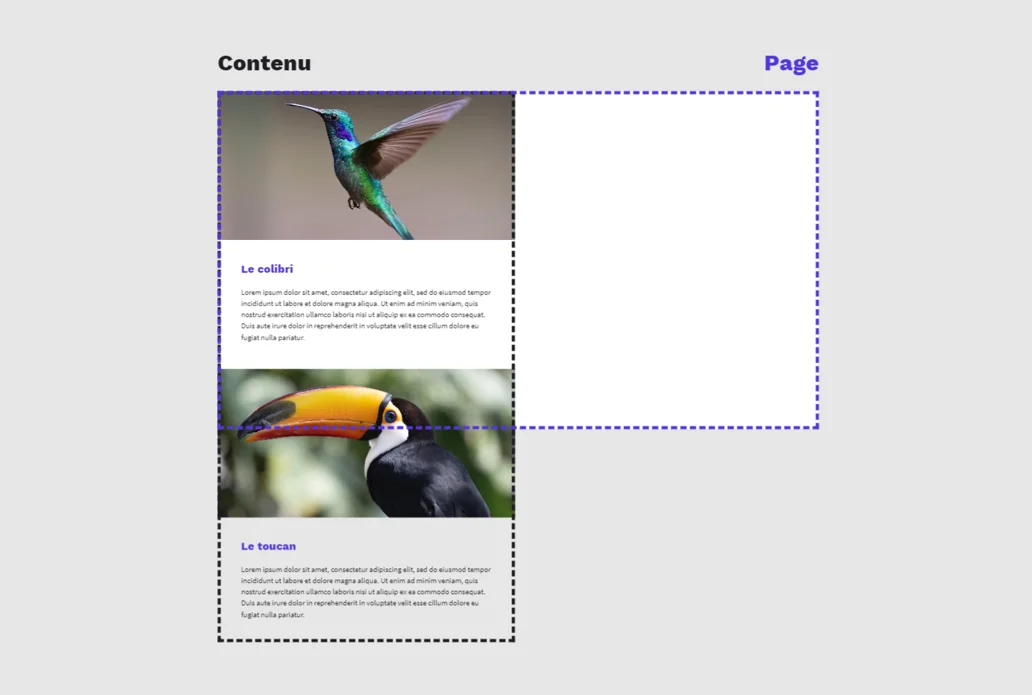 Contenu
Page
Le colibri
Lorem ipsum dolor sit amet, consectetur adipiscing elit, sed do eiusmod tempor
incididunt ut labore et dolore magna aliqua. Ut enim ad minim veniam, quis
nostrud exercitation ullamco laboris nisi ut aliquip ex ea commodo consequat.
Duis aute irure dolor in reprehenderit in voluptate velit esse cillum dolore eu
fugiat nulla pariatur.
Le toucan
Lorem ipsum dolor sit amet, consectetur adipiscing elit, sed do eiusmod tempor
incididunt ut labore et dolore magna aliqua. Ut enim ad minim veniam, quis
nostrud exercitation ullamco laboris nisi ut aliquip ex ea commodo consequat.
Duis aute irure dolor in reprehenderit in voluptate velit esse cillum dolore eu
fugiat nulla pariatur.